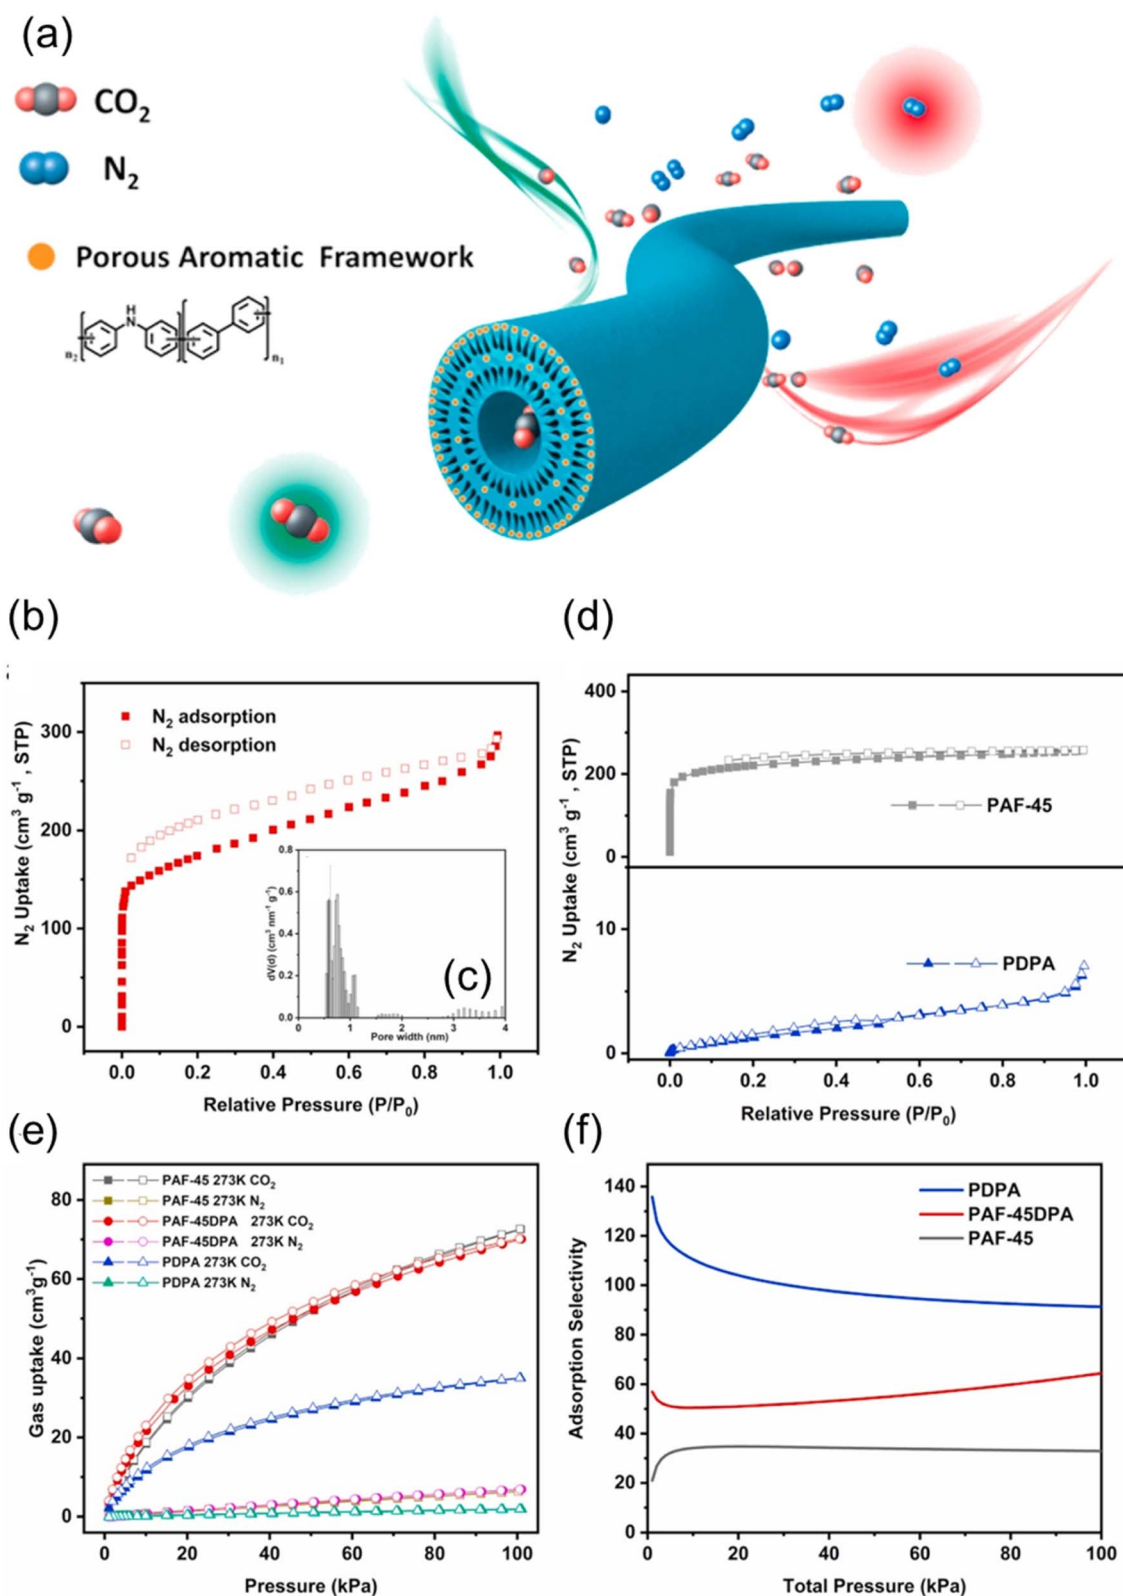 (a)
CO₂
N₂
Porous Aromatic Framework
H
N
n₂
n₁
(b)
N₂ Uptake (cm³ g⁻¹ , STP)
300
200
100
0
N₂ adsorption
N₂ desorption
0.0 0.2 0.4 0.6 0.8 1.0
Relative Pressure (P/P₀)
(c)
dV(d) (cm³ nm⁻¹ g⁻¹)
0.8
0.6
0.4
0.2
0.0
0 1 2 3 4
Pore width (nm)
(d)
N₂ Uptake (cm³ g⁻¹ , STP)
400
200
0
PAF-45
10
0
PDPA
0.0 0.2 0.4 0.6 0.8 1.0
Relative Pressure (P/P₀)
(e)
Gas uptake (cm³g⁻¹)
80
60
40
20
0
PAF-45 273K CO₂
PAF-45 273K N₂
PAF-45DPA 273K CO₂
PAF-45DPA 273K N₂
PDPA 273K CO₂
PDPA 273K N₂
0 20 40 60 80 100
Pressure (kPa)
(f)
Adsorption Selectivity
140
120
100
80
60
40
20
0
PDPA
PAF-45DPA
PAF-45
0 20 40 60 80 100
Total Pressure (kPa)